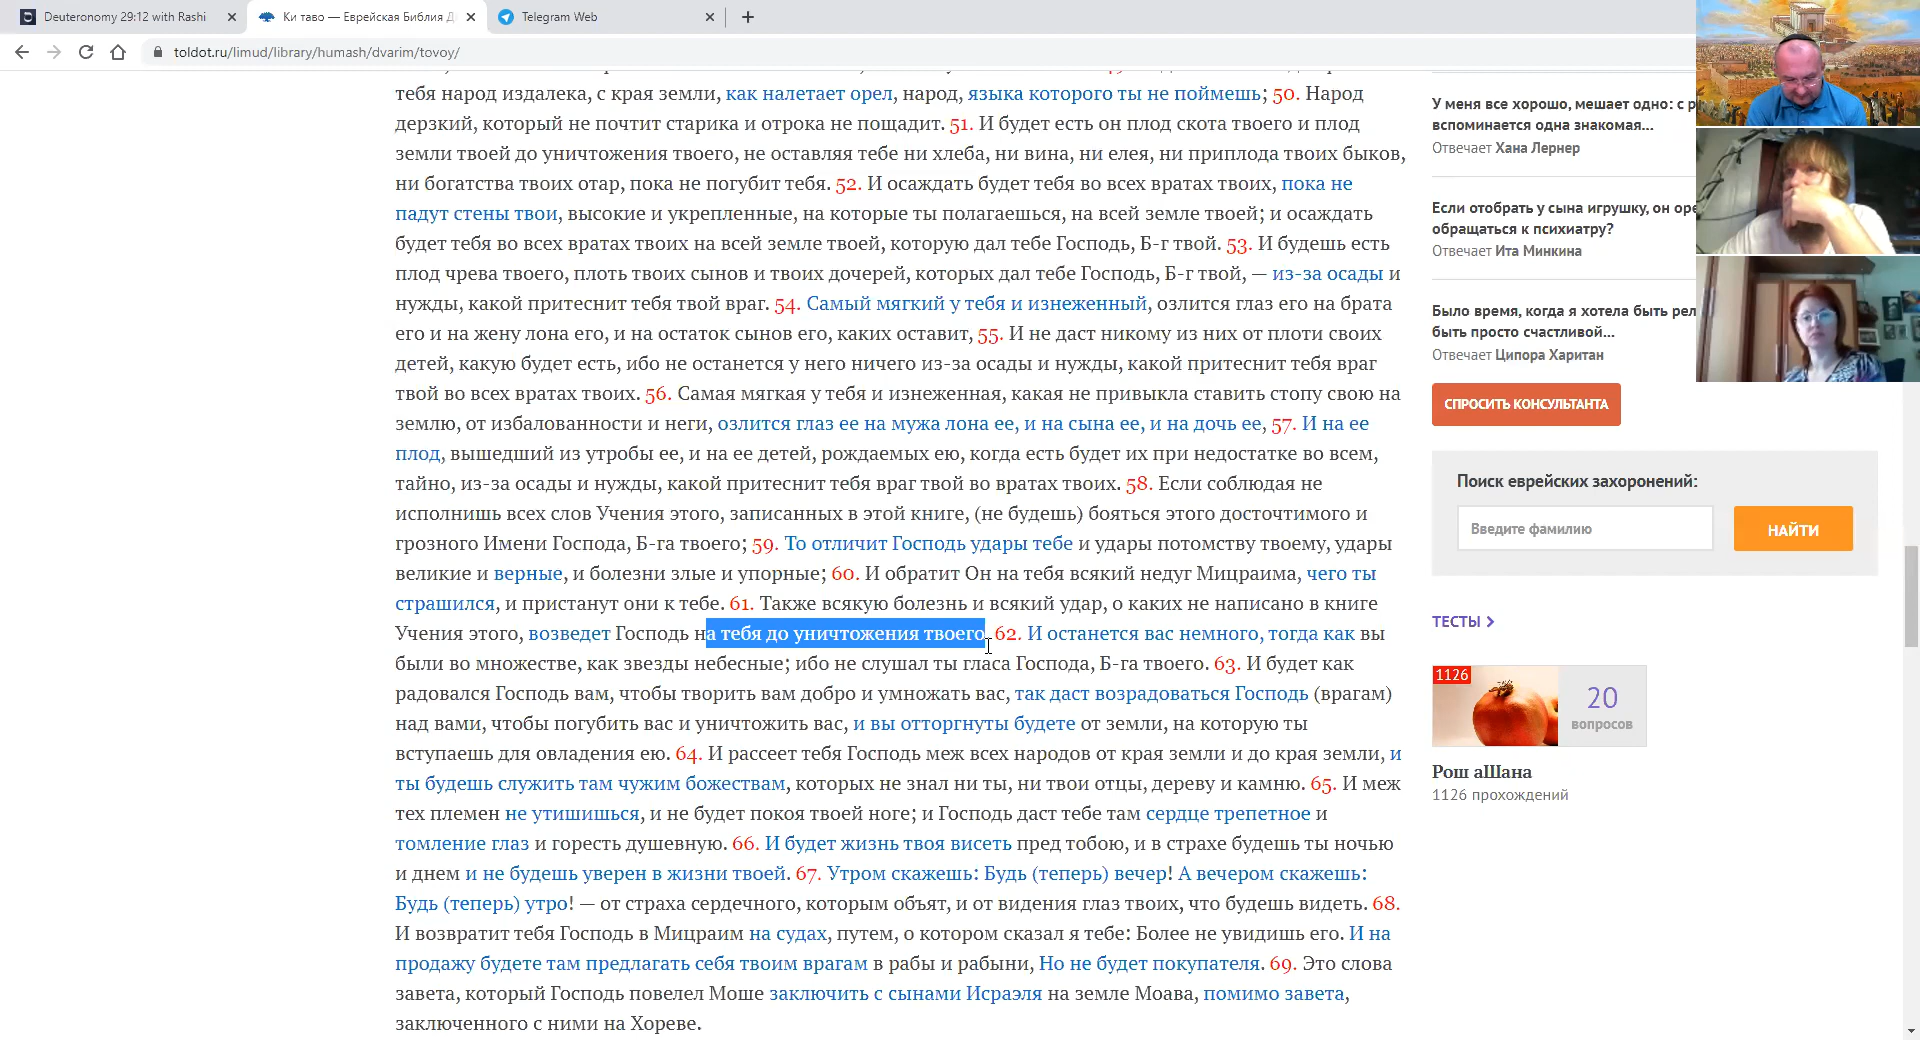 Deuteronomy 29:12 with Rashi
Ки таво — Еврейская Библия Д
Telegram Web
toldot.ru/limud/library/humash/dvarim/tovoy/
тебя народ издалека, с края земли, как налетает орел, народ, языка которого ты не поймешь; 50. Народ
дерзкий, который не почтит старика и отрока не пощадит. 51. И будет есть он плод скота твоего и плод
земли твоей до уничтожения твоего, не оставляя тебе ни хлеба, ни вина, ни елея, ни приплода твоих быков,
ни богатства твоих отар, пока не погубит тебя. 52. И осаждать будет тебя во всех вратах твоих, пока не
падут стены твои, высокие и укрепленные, на которые ты полагаешься, на всей земле твоей; и осаждать
будет тебя во всех вратах твоих на всей земле твоей, которую дал тебе Господь, Б-г твой. 53. И будешь есть
плод чрева твоего, плоть твоих сынов и твоих дочерей, которых дал тебе Господь, Б-г твой, — из-за осады и
нужды, какой притеснит тебя твой враг. 54. Самый мягкий у тебя и изнеженный, озлится глаз его на брата
его и на жену лона его, и на остаток сынов его, каких оставит, 55. И не даст никому из них от плоти своих
детей, какую будет есть, ибо не останется у него ничего из-за осады и нужды, какой притеснит тебя враг
твой во всех вратах твоих. 56. Самая мягкая у тебя и изнеженная, какая не привыкла ставить стопу свою на
землю, от избалованности и неги, озлится глаз ее на мужа лона ее, и на сына ее, и на дочь ее, 57. И на ее
плод, вышедший из утробы ее, и на ее детей, рождаемых ею, когда есть будет их при недостатке во всем,
тайно, из-за осады и нужды, какой притеснит тебя враг твой во вратах твоих. 58. Если соблюдая не
исполнишь всех слов Учения этого, записанных в этой книге, (не будешь) бояться этого досточтимого и
грозного Имени Господа, Б-га твоего; 59. То отличит Господь удары тебе и удары потомству твоему, удары
великие и верные, и болезни злые и упорные; 60. И обратит Он на тебя всякий недуг Мицраима, чего ты
страшился, и пристанут они к тебе. 61. Также всякую болезнь и всякий удар, о каких не написано в книге
Учения этого, возведет Господь на тебя до уничтожения твоего. 62. И останется вас немного, тогда как вы
были во множестве, как звезды небесные; ибо не слушал ты гласа Господа, Б-га твоего. 63. И будет как
радовался Господь вам, чтобы творить вам добро и умножать вас, так даст возрадоваться Господь (врагам)
над вами, чтобы погубить вас и уничтожить вас, и вы отторгнуты будете от земли, на которую ты
вступаешь для овладения ею. 64. И рассеет тебя Господь меж всех народов от края земли и до края земли, и
ты будешь служить там чужим божествам, которых не знал ни ты, ни твои отцы, дереву и камню. 65. И меж
тех племен не утишишься, и не будет покоя твоей ноге; и Господь даст тебе там сердце трепетное и
томление глаз и горесть душевную. 66. И будет жизнь твоя висеть пред тобою, и в страхе будешь ты ночью
и днем и не будешь уверен в жизни твоей. 67. Утром скажешь: Будь (теперь) вечер! А вечером скажешь:
Будь (теперь) утро! — от страха сердечного, которым объят, и от видения глаз твоих, что будешь видеть. 68.
И возвратит тебя Господь в Мицраим на судах, путем, о котором сказал я тебе: Более не увидишь его. И на
продажу будете там предлагать себя твоим врагам в рабы и рабыни, Но не будет покупателя. 69. Это слова
завета, который Господь повелел Моше заключить с сынами Исраэля на земле Моава, помимо завета,
заключенного с ними на Хореве.
У меня все хорошо, мешает одно: с р
вспоминается одна знакомая...
Отвечает Хана Лернер
Если отобрать у сына игрушку, он оре
обращаться к психиатру?
Отвечает Ита Минкина
Было время, когда я хотела быть рел
быть просто счастливой...
Отвечает Ципора Харитан
СПРОСИТЬ КОНСУЛЬТАНТА
Поиск еврейских захоронений:
Введите фамилию
НАЙТИ
ТЕСТЫ
1126
20
вопросов
Рош аШана
1126 прохождений